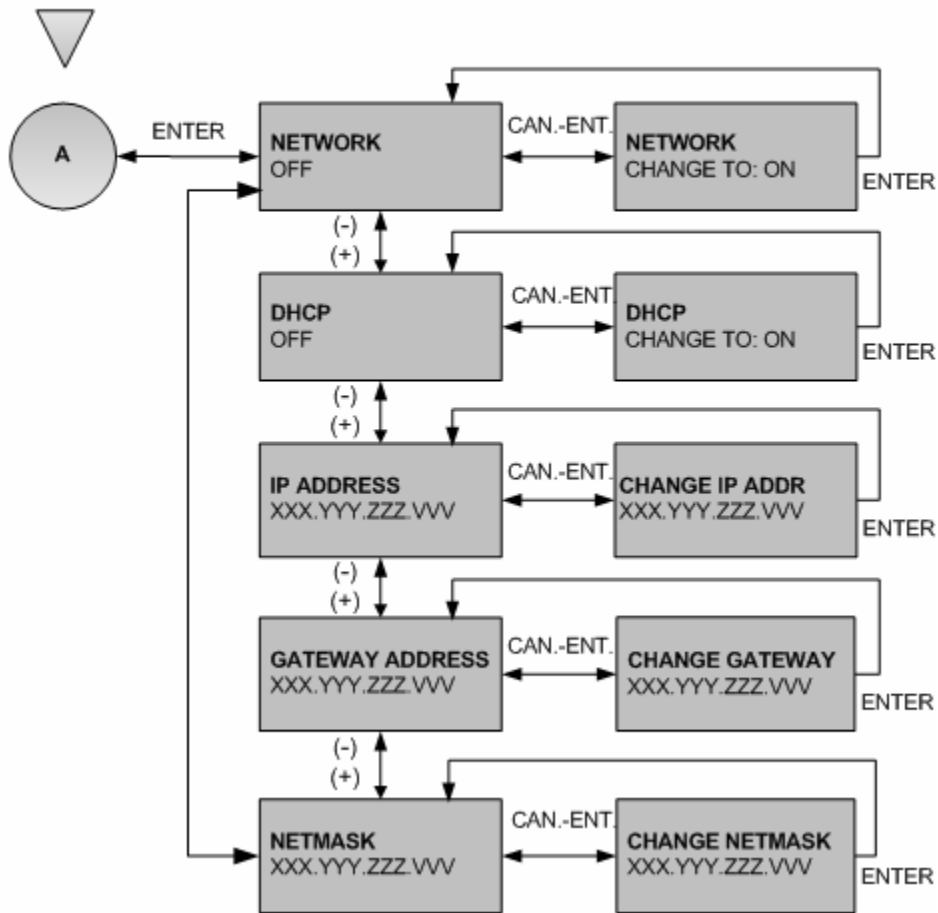 A
ENTER
NETWORK
OFF
CAN.-ENT.
NETWORK
CHANGE TO: ON
ENTER
(-)
(+)
DHCP
OFF
CAN.-ENT.
DHCP
CHANGE TO: ON
ENTER
(-)
(+)
IP ADDRESS
XXX.YYY.ZZZ.VVV
CAN.-ENT.
CHANGE IP ADDR
XXX.YYY.ZZZ.VVV
ENTER
(-)
(+)
GATEWAY ADDRESS
XXX.YYY.ZZZ.VVV
CAN.-ENT.
CHANGE GATEWAY
XXX.YYY.ZZZ.VVV
ENTER
(-)
(+)
NETMASK
XXX.YYY.ZZZ.VVV
CAN.-ENT.
CHANGE NETMASK
XXX.YYY.ZZZ.VVV
ENTER